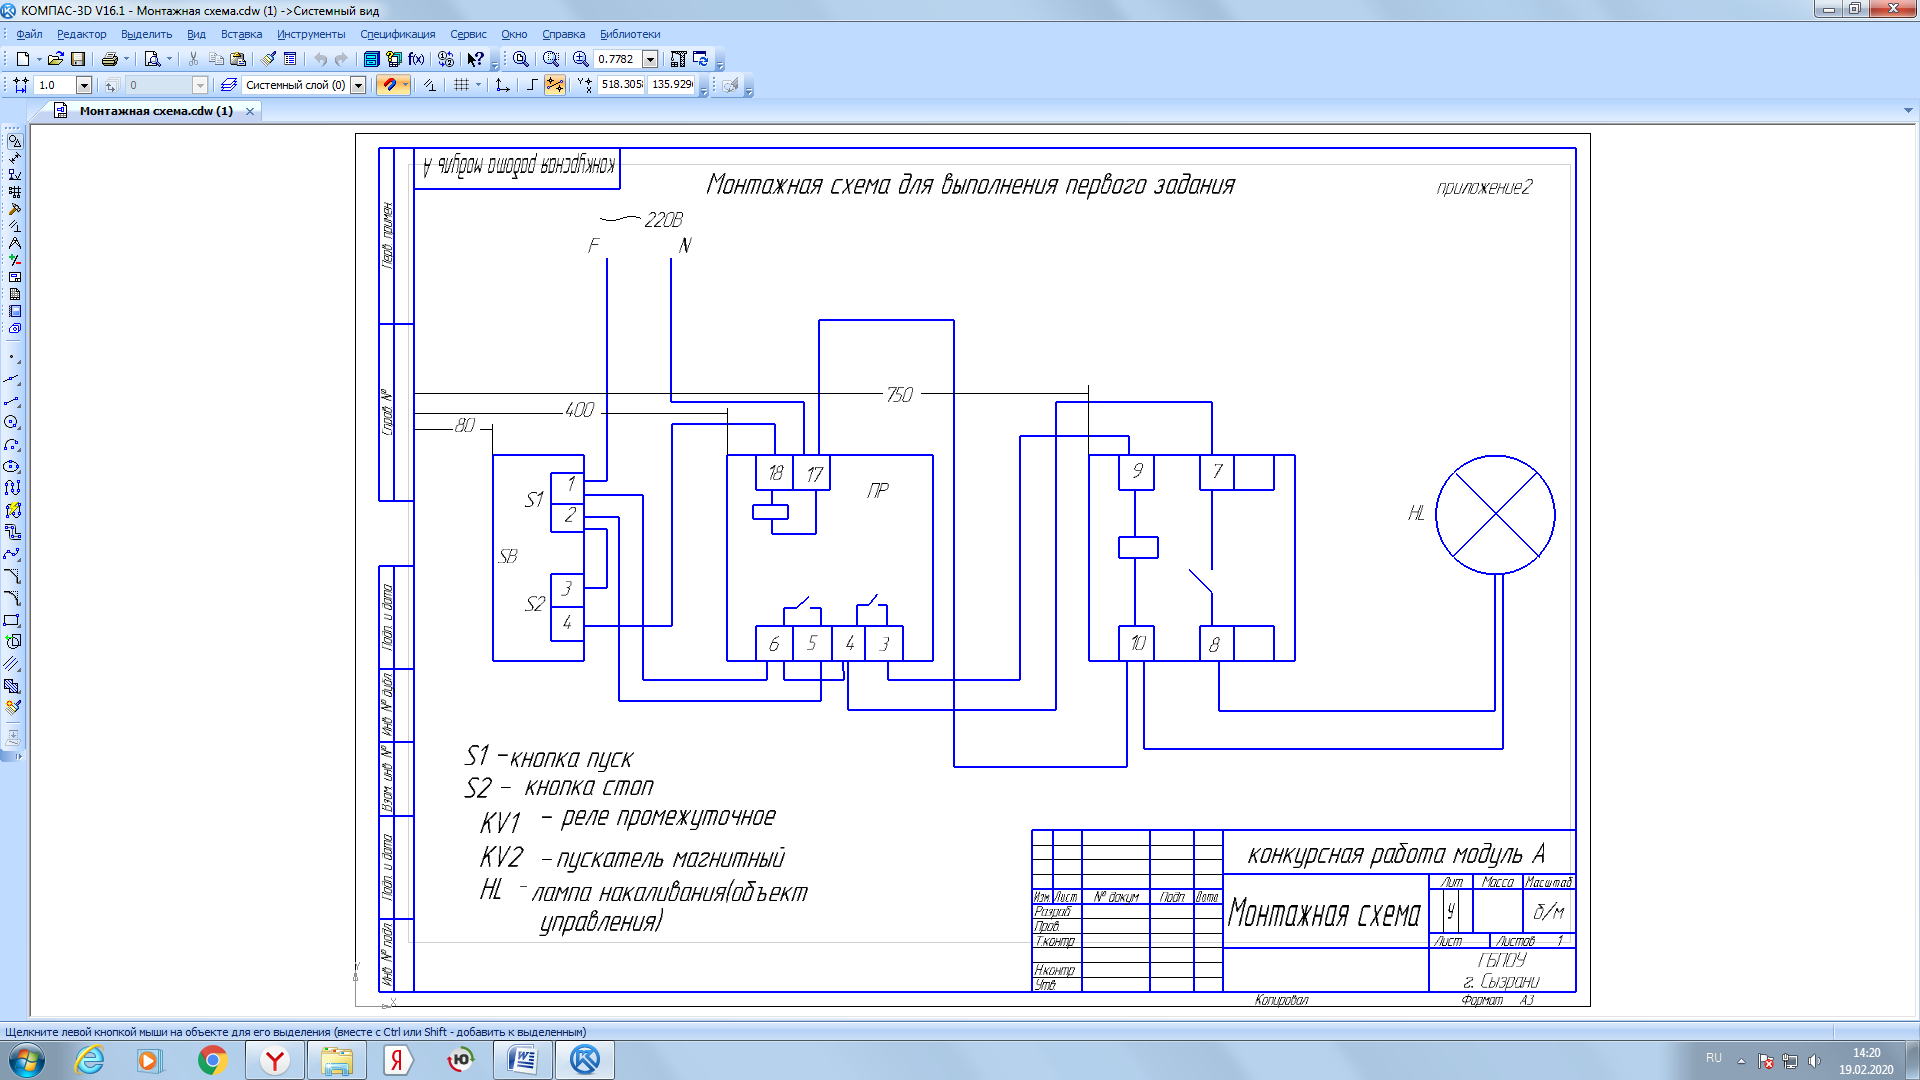 КОМПАС-3D V16.1 - Монтажная схема.cdw (1) ->Системный вид
Файл Редактор Выделить Вид Вставка Инструменты Спецификация Сервис Окно Справка Библиотеки
0.7782
1.0 0 Системный слой (0) 518.305 135.929
Монтажная схема.cdw (1)
конкурсная работа модуль А
Монтажная схема для выполнения первого задания
приложение2
220В
F N
750
400
80
18 17 ПР
9 7
S1 1
2
SB
S2 3
4
6 5 4 3
10 8
HL
S1 - кнопка пуск
S2 - кнопка стоп
KV1 - реле промежуточное
KV2 - пускатель магнитный
HL - лампа накаливания(объект
управления)
Перв. примен.
Справ. №
Подп. и дата
Инв. № дубл.
Взам. инв. №
Подп. и дата
Инв. № подл.
конкурсная работа модуль А
Изм. Лист № докум. Подп. Дата
Разраб.
Пров.
Т.контр.
Н.контр.
Утв.
Монтажная схема
Лит. Масса Масштаб
У б/м
Лист Листов 1
ГБПОУ
г. Сызрани
Копировал Формат А3
Y
X
Щелкните левой кнопкой мыши на объекте для его выделения (вместе с Ctrl или Shift - добавить к выделенным)
RU
14:20
19.02.2020